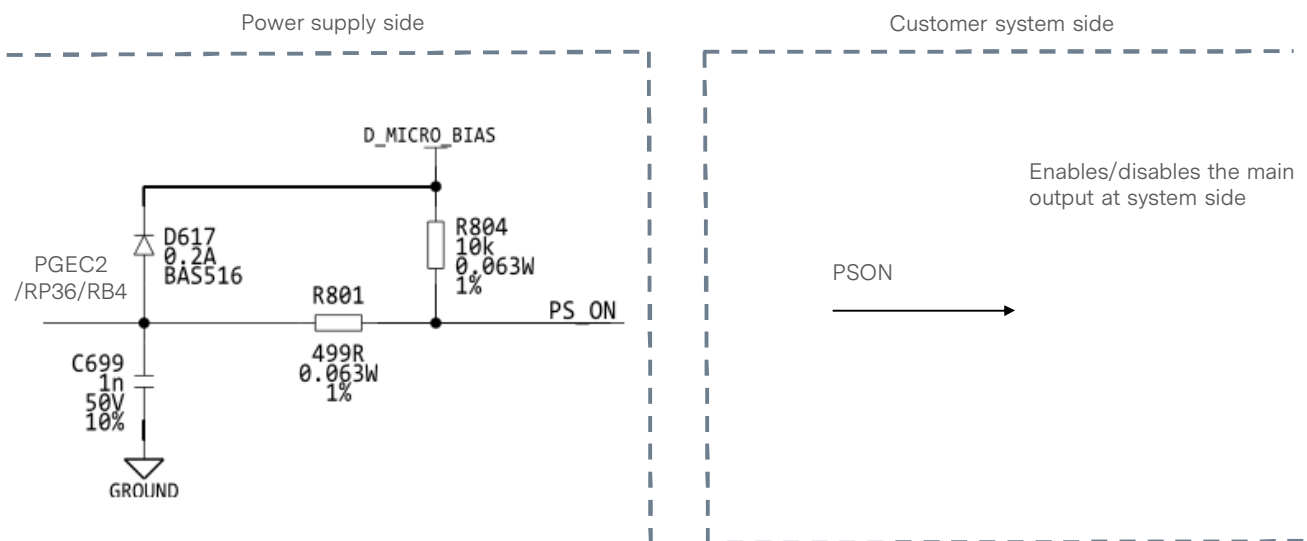 Power supply side
Customer system side
D_MICRO_BIAS
Enables/disables the main
output at system side
D617
0.2A
BAS516
R804
10k
0.063W
1%
PGEC2
/RP36/RB4
R801
PS_ON
PSON
499R
0.063W
1%
C699
1n
50V
10%
GROUND